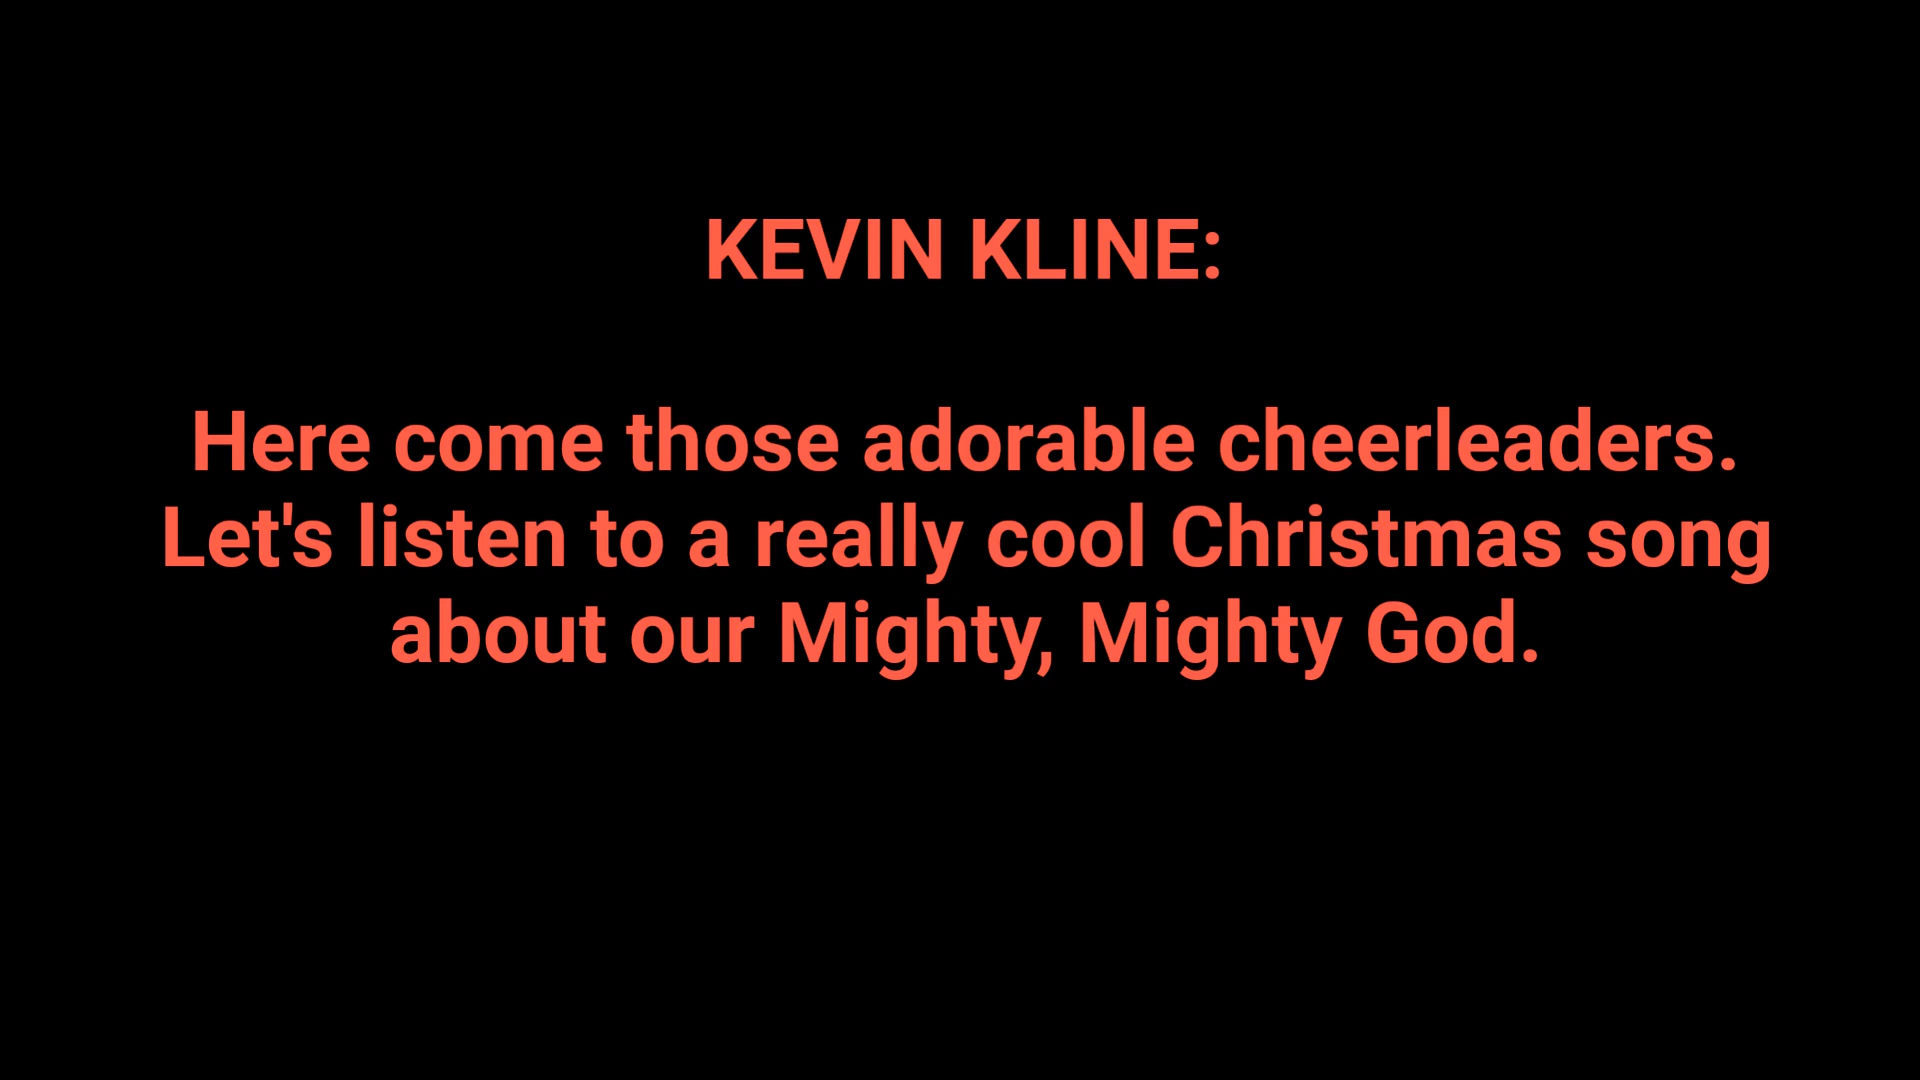 KEVIN KLINE:
Here come those adorable cheerleaders.
Let's listen to a really cool Christmas song
about our Mighty, Mighty God.